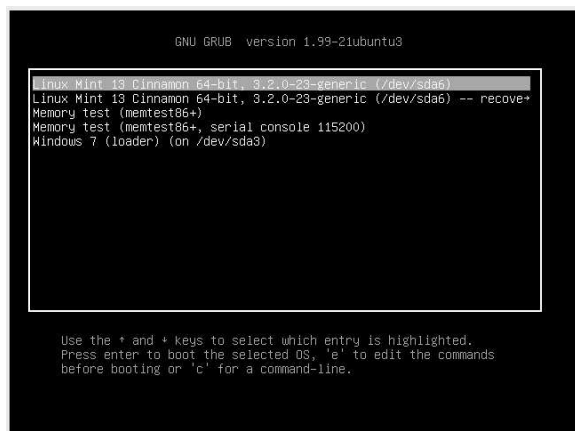 GNU GRUB version 1.99-21ubuntu3
Linux Mint 13 Cinnamon 64-bit, 3.2.0-23-generic (/dev/sda6)
Linux Mint 13 Cinnamon 64-bit, 3.2.0-23-generic (/dev/sda6) -- recove→
Memory test (memtest86+)
Memory test (memtest86+, serial console 115200)
Windows 7 (loader) (on /dev/sda3)
Use the ↑ and ↓ keys to select which entry is highlighted.
Press enter to boot the selected OS, 'e' to edit the commands
before booting or 'c' for a command-line.